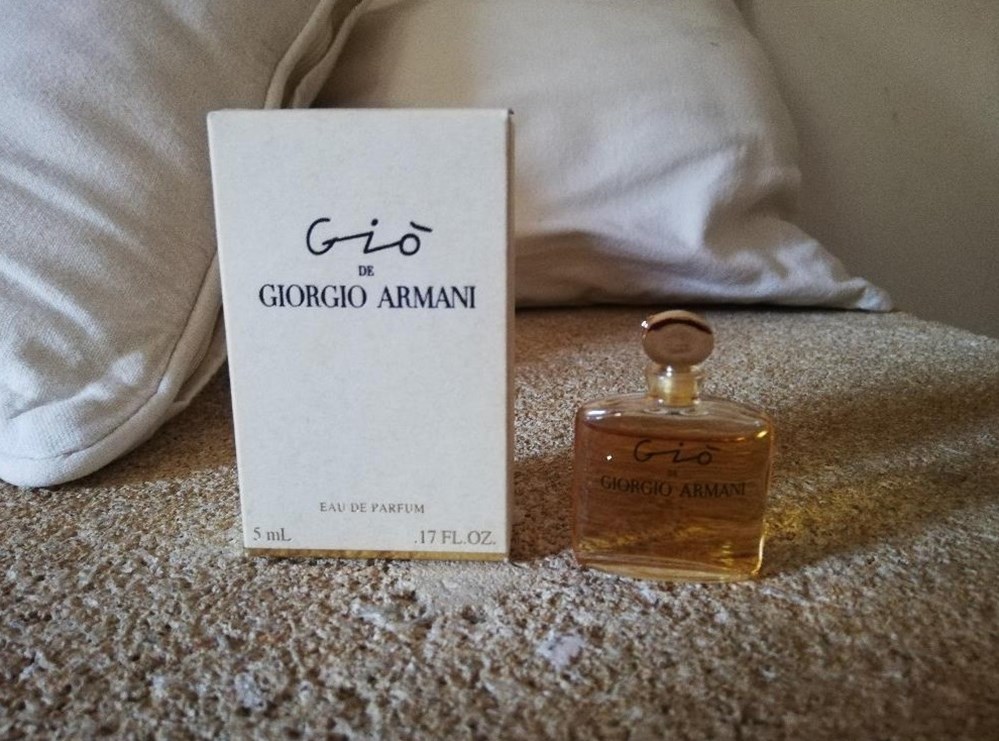 Giò
DE
GIORGIO ARMANI
EAU DE PARFUM
5 mL .17 FL.OZ.
Giò
DE
GIORGIO ARMANI